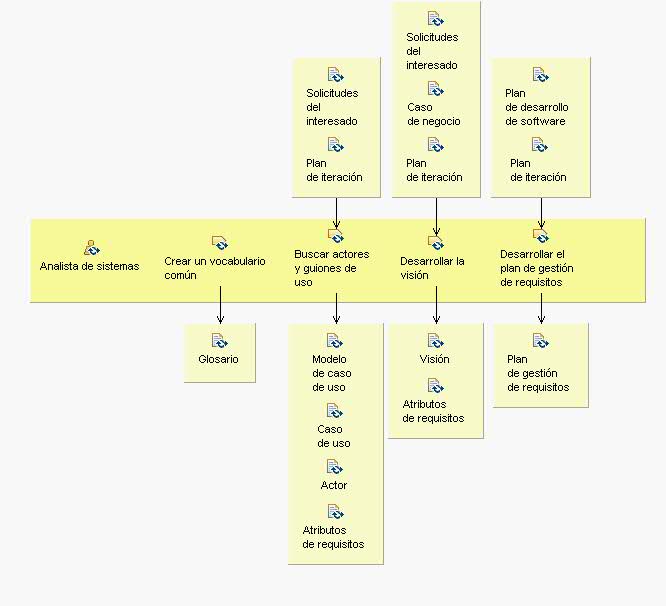 Solicitudes
del
interesado
Plan
de iteración
Solicitudes
del
interesado
Caso
de negocio
Plan
de iteración
Plan
de desarrollo
de software
Plan
de iteración
Analista de sistemas
Crear un vocabulario
común
Buscar actores
y guiones de
uso
Desarrollar la
visión
Desarrollar el
plan de gestión
de requisitos
Glosario
Modelo
de caso
de uso
Caso
de uso
Actor
Atributos
de requisitos
Visión
Atributos
de requisitos
Plan
de gestión
de requisitos